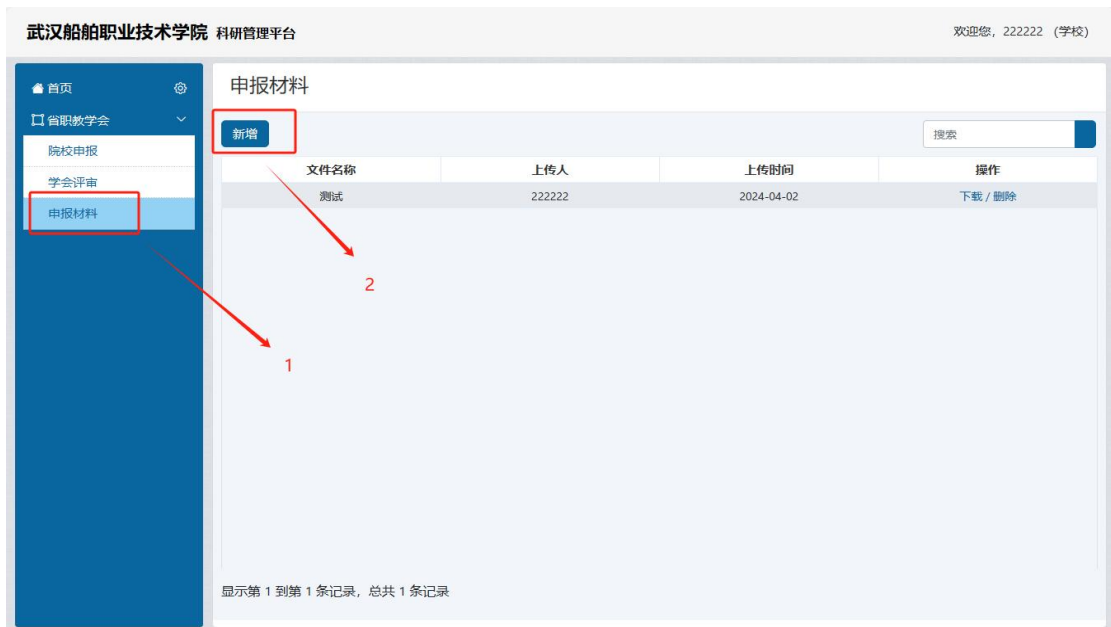 武汉船舶职业技术学院 科研管理平台 欢迎您，222222 (学校)
首页
省职教学会
院校申报
学会评审
申报材料
申报材料
新增 搜索
文件名称 上传人 上传时间 操作
测试 222222 2024-04-02 下载 / 删除
2
1
显示第 1 到第 1 条记录，总共 1 条记录